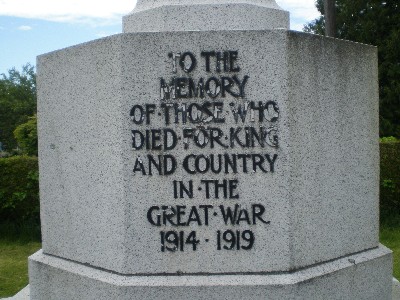 TO THE
MEMORY
OF·THOSE WHO
DIED·FOR·KING
AND COUNTRY
IN·THE
GREAT·WAR
1914·1919